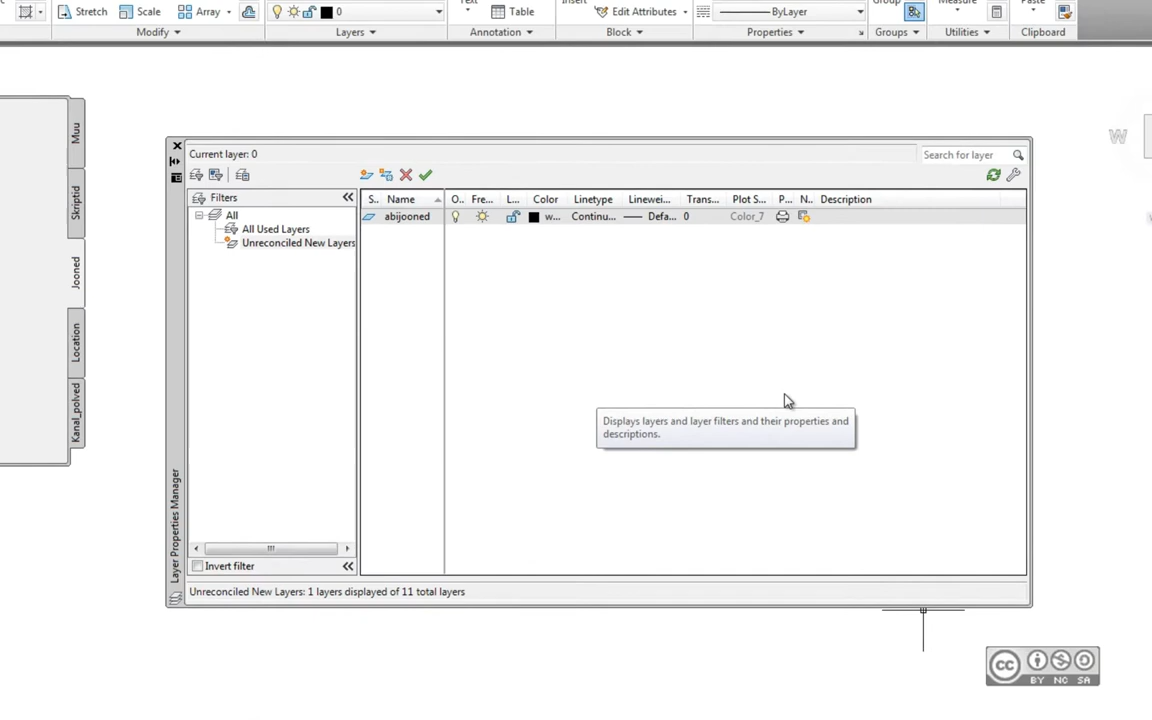 Stretch Scale Array 0 Edit Attributes Table ByLayer
Modify Layers Annotation Block Properties Groups Utilities Clipboard
Muu
Skriptid
Jooned
Location
Kanal_polved
W
Current layer: 0
Search for layer
Filters
All
All Used Layers
Unreconciled New Layers
S.. Name O.. Fre... L... Color Linetype Linewei... Trans... Plot S... P... N.. Description
abijooned w... Continu... Defa... 0 Color_7
Displays layers and layer filters and their properties and
descriptions.
Invert filter
Layer Properties Manager
Unreconciled New Layers: 1 layers displayed of 11 total layers
cc
BY NC SA